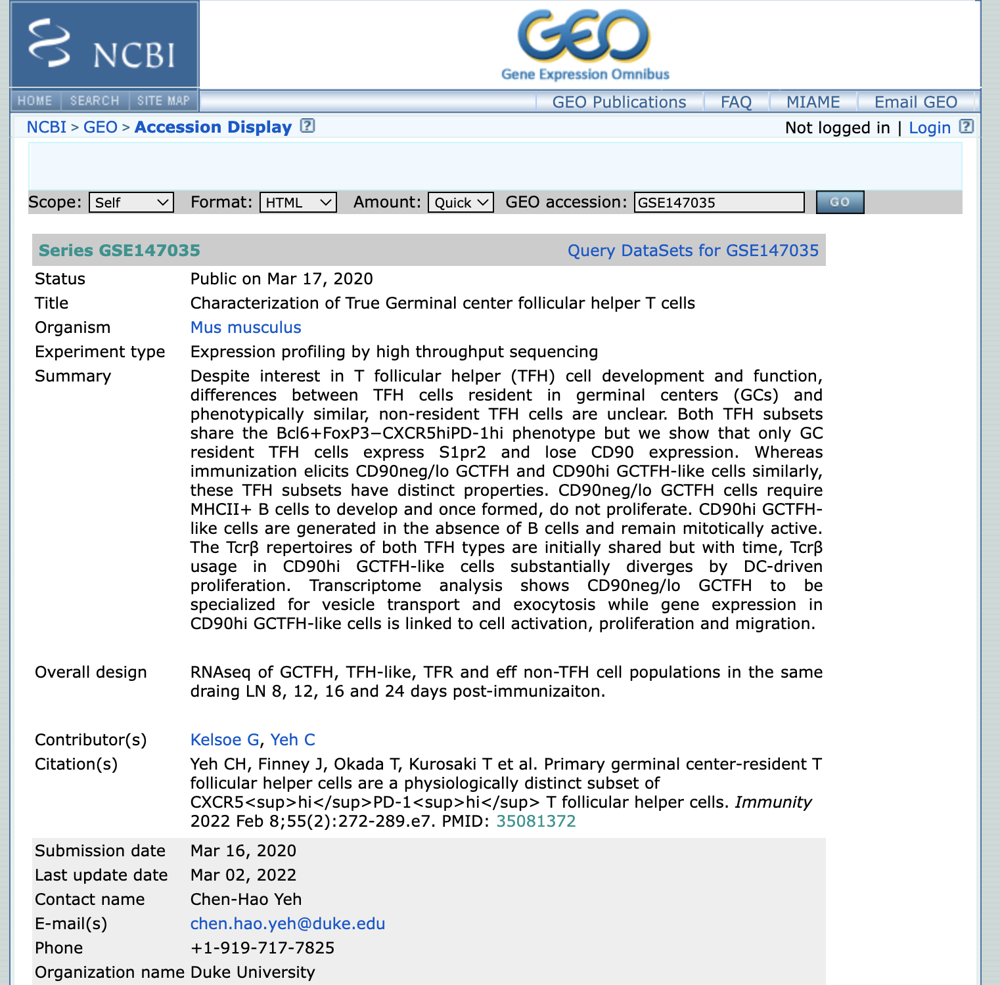 NCBI
GEO
Gene Expression Omnibus
HOME SEARCH SITE MAP GEO Publications FAQ MIAME Email GEO
NCBI > GEO > Accession Display ? Not logged in | Login ?
Scope: Self Format: HTML Amount: Quick GEO accession: GSE147035 GO
Series GSE147035 Query DataSets for GSE147035
Status Public on Mar 17, 2020
Title Characterization of True Germinal center follicular helper T cells
Organism Mus musculus
Experiment type Expression profiling by high throughput sequencing
Summary Despite interest in T follicular helper (TFH) cell development and function,
differences between TFH cells resident in germinal centers (GCs) and
phenotypically similar, non-resident TFH cells are unclear. Both TFH subsets
share the Bcl6+FoxP3−CXCR5hiPD-1hi phenotype but we show that only GC
resident TFH cells express S1pr2 and lose CD90 expression. Whereas
immunization elicits CD90neg/lo GCTFH and CD90hi GCTFH-like cells similarly,
these TFH subsets have distinct properties. CD90neg/lo GCTFH cells require
MHCII+ B cells to develop and once formed, do not proliferate. CD90hi GCTFH-
like cells are generated in the absence of B cells and remain mitotically active.
The Tcrβ repertoires of both TFH types are initially shared but with time, Tcrβ
usage in CD90hi GCTFH-like cells substantially diverges by DC-driven
proliferation. Transcriptome analysis shows CD90neg/lo GCTFH to be
specialized for vesicle transport and exocytosis while gene expression in
CD90hi GCTFH-like cells is linked to cell activation, proliferation and migration.
Overall design RNAseq of GCTFH, TFH-like, TFR and eff non-TFH cell populations in the same
draing LN 8, 12, 16 and 24 days post-immunizaiton.
Contributor(s) Kelsoe G, Yeh C
Citation(s) Yeh CH, Finney J, Okada T, Kurosaki T et al. Primary germinal center-resident T
follicular helper cells are a physiologically distinct subset of
CXCR5<sup>hi</sup>PD-1<sup>hi</sup> T follicular helper cells. Immunity
2022 Feb 8;55(2):272-289.e7. PMID: 35081372
Submission date Mar 16, 2020
Last update date Mar 02, 2022
Contact name Chen-Hao Yeh
E-mail(s) chen.hao.yeh@duke.edu
Phone +1-919-717-7825
Organization name Duke University